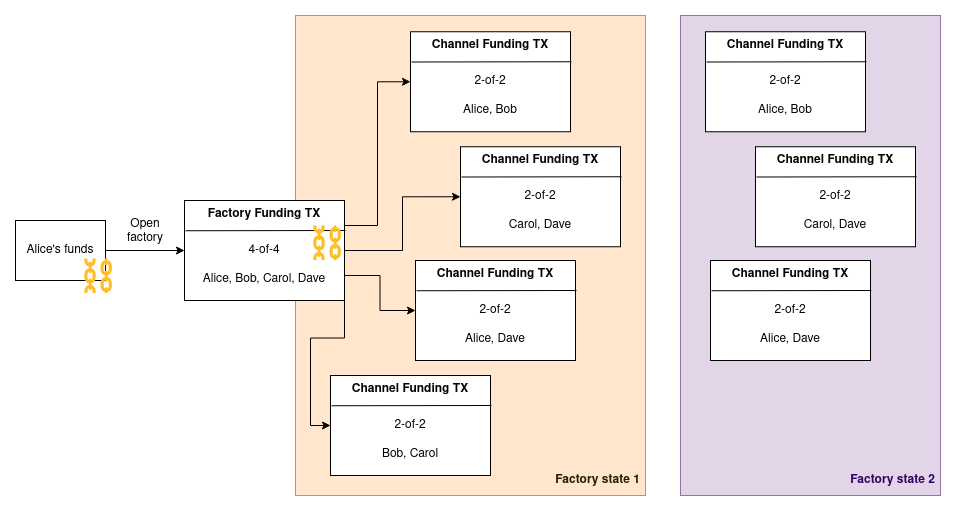 Alice's funds
Open
factory
Factory Funding TX
4-of-4
Alice, Bob, Carol, Dave
Channel Funding TX
2-of-2
Alice, Bob
Channel Funding TX
2-of-2
Carol, Dave
Channel Funding TX
2-of-2
Alice, Dave
Channel Funding TX
2-of-2
Bob, Carol
Factory state 1
Channel Funding TX
2-of-2
Alice, Bob
Channel Funding TX
2-of-2
Carol, Dave
Channel Funding TX
2-of-2
Alice, Dave
Factory state 2